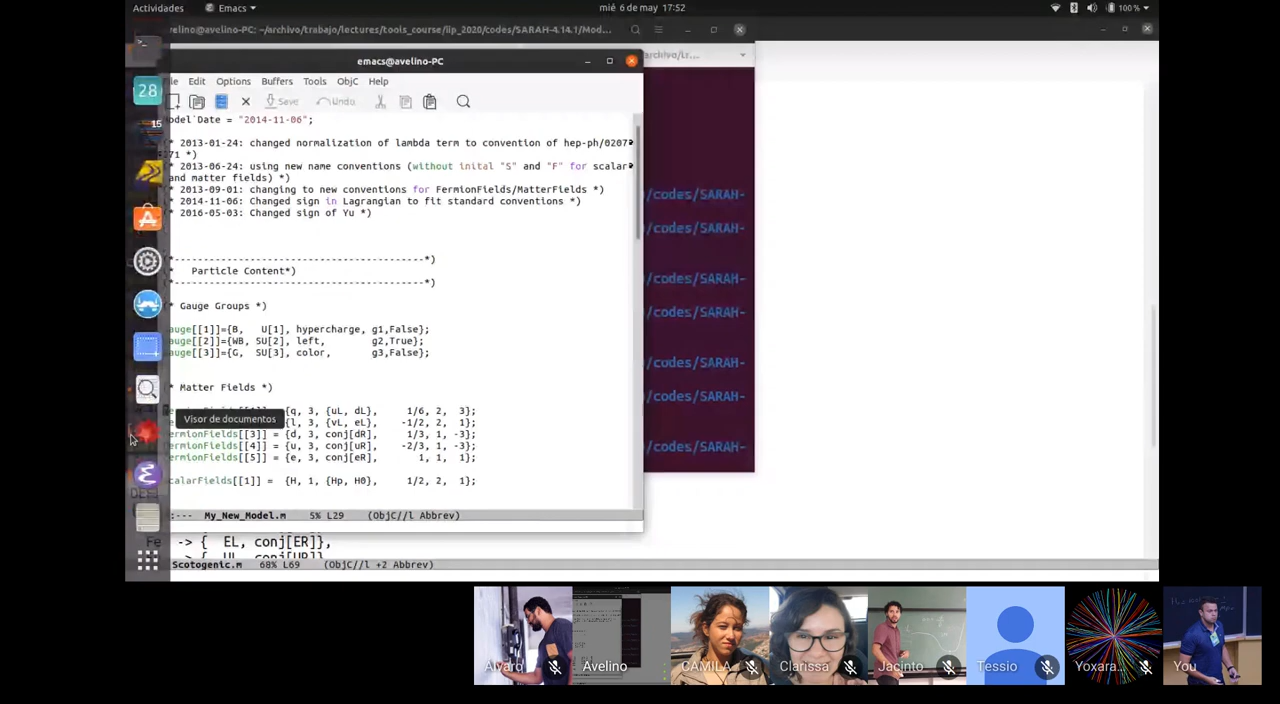 Actividades
Emacs
mié 6 de may 17:52
100 %
velino@avelino-PC: ~/archivo/trabajo/lectures/tools_course/lip_2020/codes/SARAH-4.14.1/Mod...
emacs@avelino-PC
Edit Options Buffers Tools ObjC Help
Save Undo
odel`Date = "2014-11-06";
(* 2013-01-24: changed normalization of lambda term to convention of hep-ph/0207
271 *)
(* 2013-06-24: using new name conventions (without inital "S" and "F" for scalar
and matter fields) *)
(* 2013-09-01: changing to new conventions for FermionFields/MatterFields *)
(* 2014-11-06: Changed sign in Lagrangian to fit standard conventions *)
(* 2016-05-03: Changed sign of Yu *)
(*-------------------------------------------*)
(* Particle Content*)
(*-------------------------------------------*)
(* Gauge Groups *)
auge[[1]]={B, U[1], hypercharge, g1,False};
auge[[2]]={WB, SU[2], left, g2,True};
auge[[3]]={G, SU[3], color, g3,False};
(* Matter Fields *)
= {q, 3, {uL, dL}, 1/6, 2, 3};
= {l, 3, {vL, eL}, -1/2, 2, 1};
ermionFields[[3]] = {d, 3, conj[dR], 1/3, 1, -3};
ermionFields[[4]] = {u, 3, conj[uR], -2/3, 1, -3};
ermionFields[[5]] = {e, 3, conj[eR], 1, 1, 1};
calarFields[[1]] = {H, 1, {Hp, H0}, 1/2, 2, 1};
Visor de documentos
:--- My_New_Model.m 5% L29 (ObjC//l Abbrev)
Fe -> { EL, conj[ER]},
-> { UL, conj[UR]},
Scotogenic.m 68% L69 (ObjC//l +2 Abbrev)
28
15
/codes/SARAH-
/codes/SARAH-
/codes/SARAH-
/codes/SARAH-
/codes/SARAH-
/codes/SARAH-
/codes/SARAH-
Alvaro
Avelino
CAMILA
Clarissa
Jacinto
Tessio
Yoxara...
You